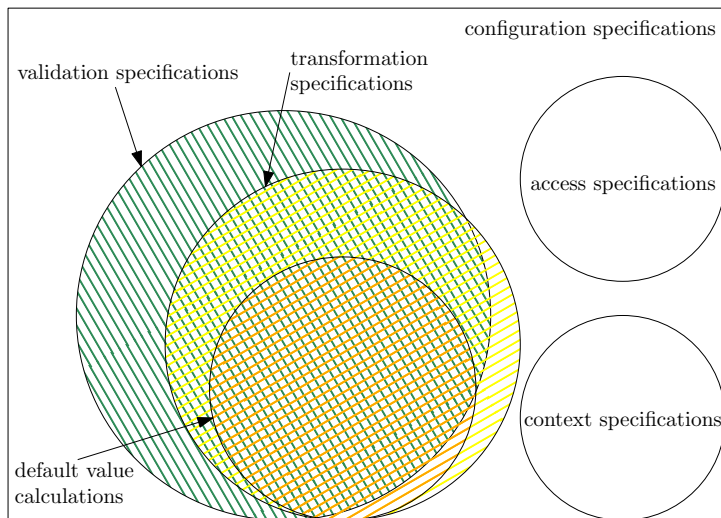 configuration specifications
transformation
specifications
validation specifications
access specifications
context specifications
default value
calculations